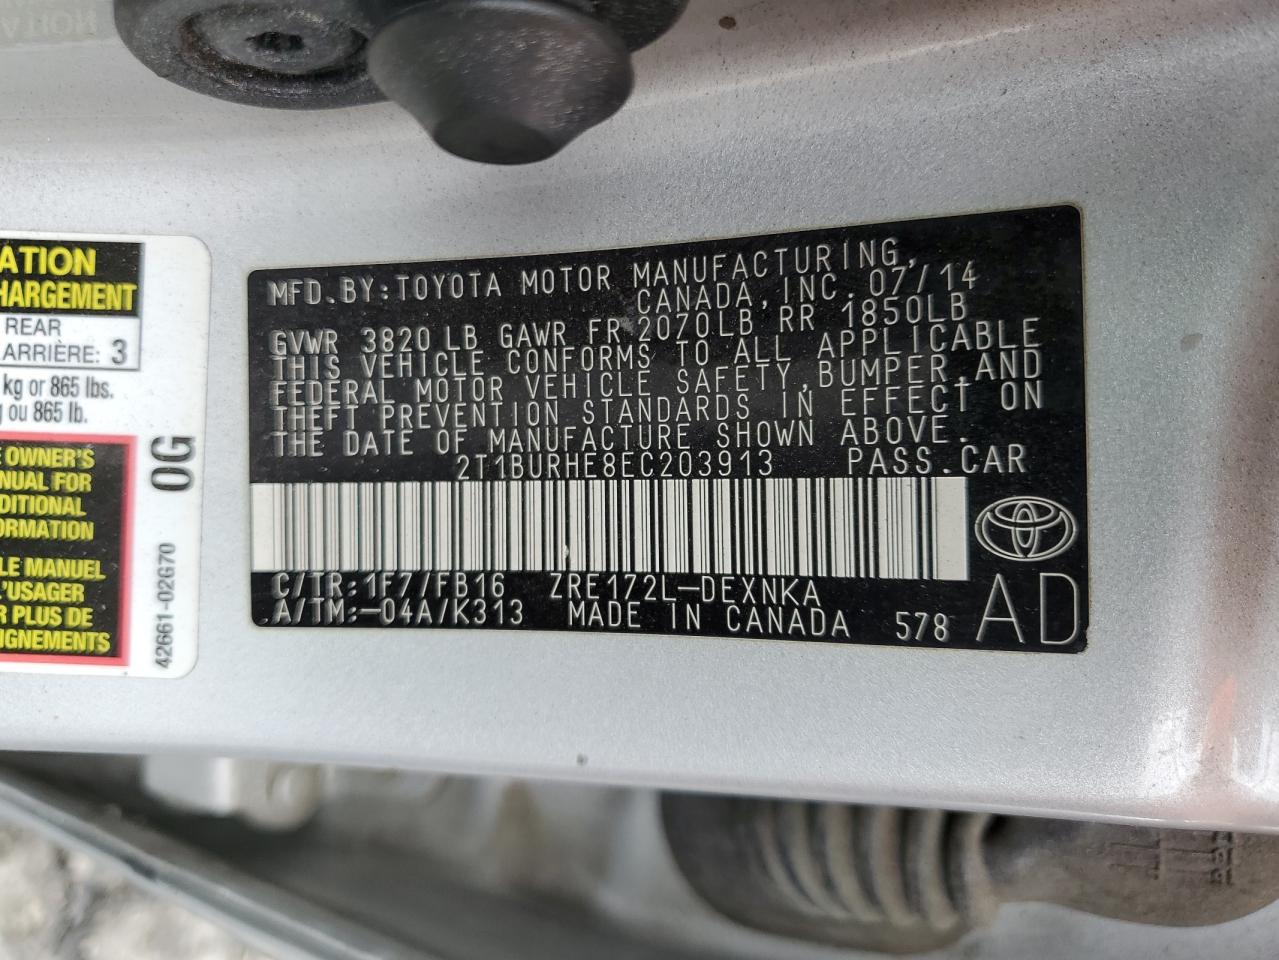 ATION
HARGEMENT
REAR
ARRIÈRE: 3
kg or 865 lbs.
ou 865 lb.
OWNER'S
ANUAL FOR
DITIONAL
ORMATION
LE MANUEL
L'USAGER
R PLUS DE
IGNEMENTS
0G
42661-02G70
MFD.BY:TOYOTA MOTOR MANUFACTURING,
CANADA,INC. 07/14
GVWR 3820 LB GAWR FR 2070LB RR 1850LB
THIS VEHICLE CONFORMS TO ALL APPLICABLE
FEDERAL MOTOR VEHICLE SAFETY,BUMPER,AND
THEFT PREVENTION STANDARDS IN EFFECT ON
THE DATE OF MANUFACTURE SHOWN ABOVE.
2T1BURHE8EC203913 PASS.CAR
C/TR:1F7/FB16 ZRE172L-DEXNKA
A/TM:-04A/K313 MADE IN CANADA 578 AD